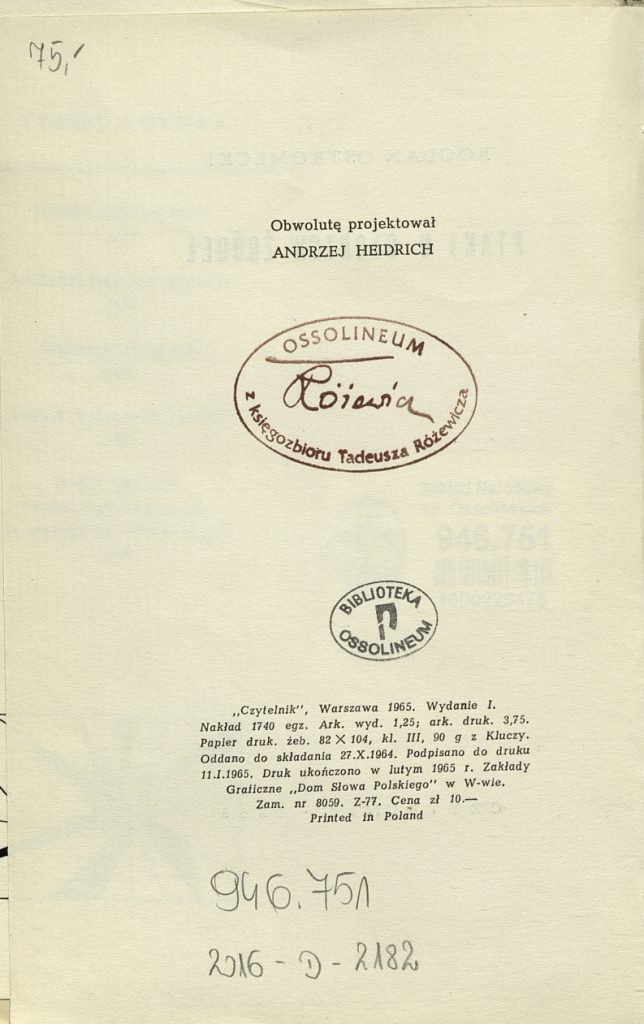 75,-
Obwolutę projektował
ANDRZEJ HEIDRICH
OSSOLINEUM
z księgozbioru Tadeusza Różewicza
BIBLIOTEKA
OSSOLINEUM
„Czytelnik”, Warszawa 1965. Wydanie I.
Nakład 1740 egz. Ark. wyd. 1,25; ark. druk. 3,75.
Papier druk. żeb. 82 × 104, kl. III, 90 g z Kluczy.
Oddano do składania 27.X.1964. Podpisano do druku
11.I.1965. Druk ukończono w lutym 1965 r. Zakłady
Graficzne „Dom Słowa Polskiego” w W-wie.
Zam. nr 8059. Z-77. Cena zł 10.—
Printed in Poland
946.751
2016 - D - 2182